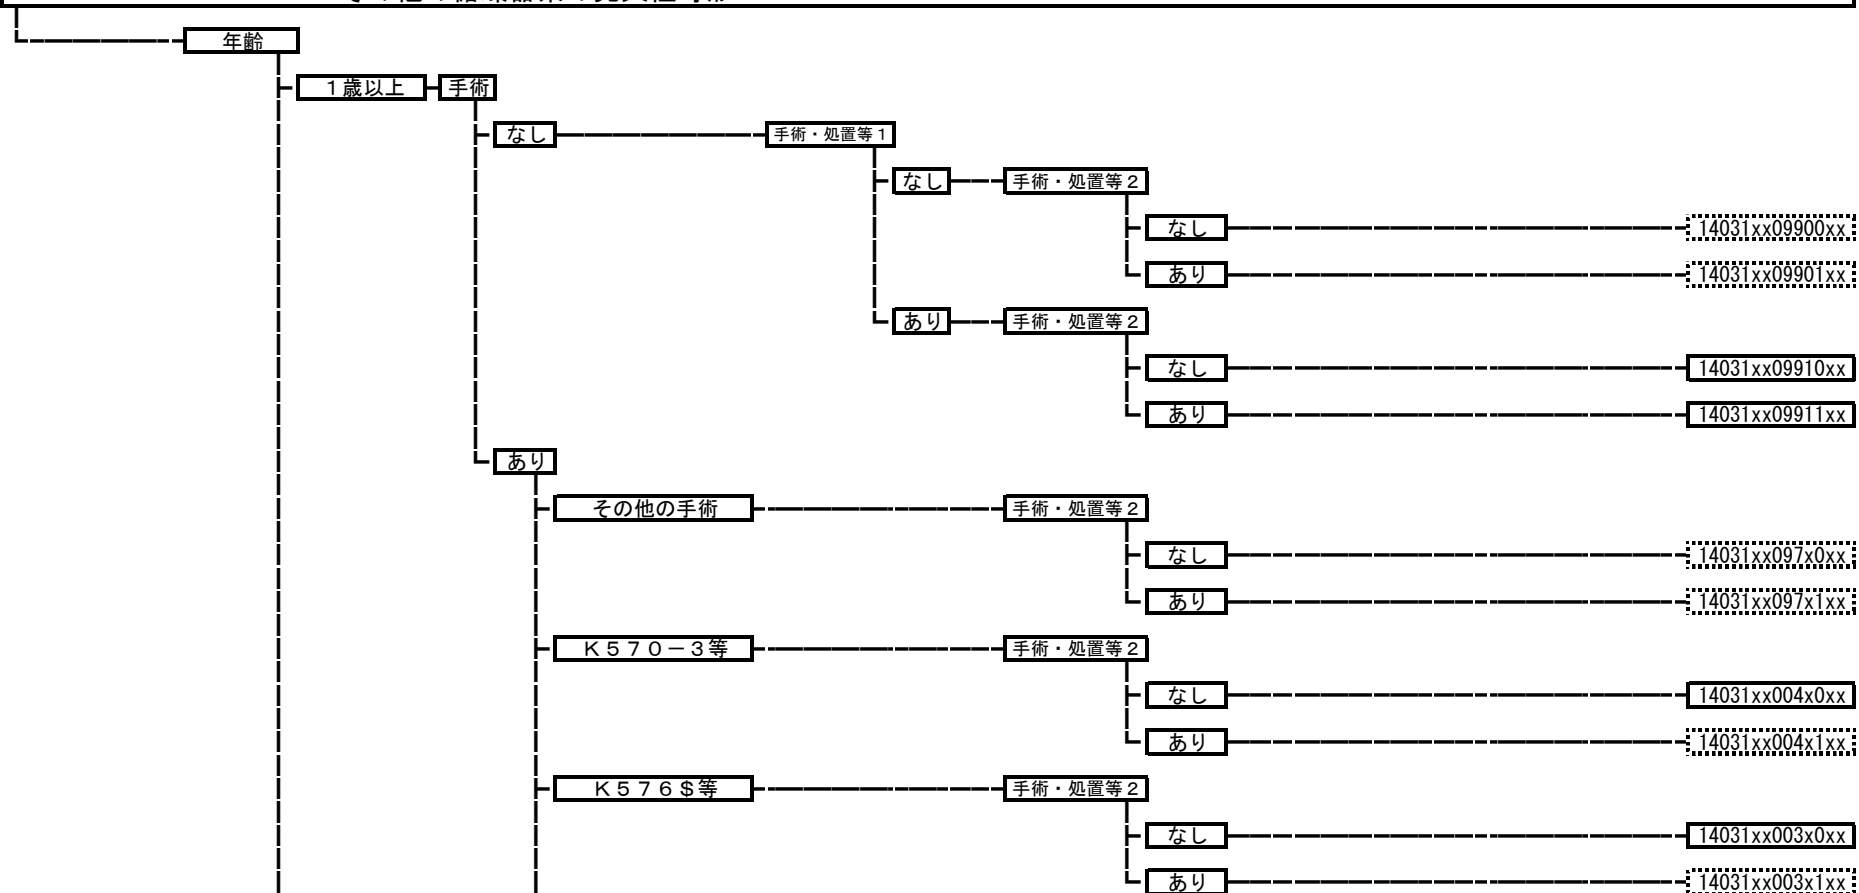 年齢
１歳以上 手術
なし 手術・処置等１
なし 手術・処置等２
なし 14031xx09900xx
あり 14031xx09901xx
あり 手術・処置等２
なし 14031xx09910xx
あり 14031xx09911xx
あり
その他の手術 手術・処置等２
なし 14031xx097x0xx
あり 14031xx097x1xx
Ｋ５７０－３等 手術・処置等２
なし 14031xx004x0xx
あり 14031xx004x1xx
Ｋ５７６＄等 手術・処置等２
なし 14031xx003x0xx
あり 14031xx003x1xx